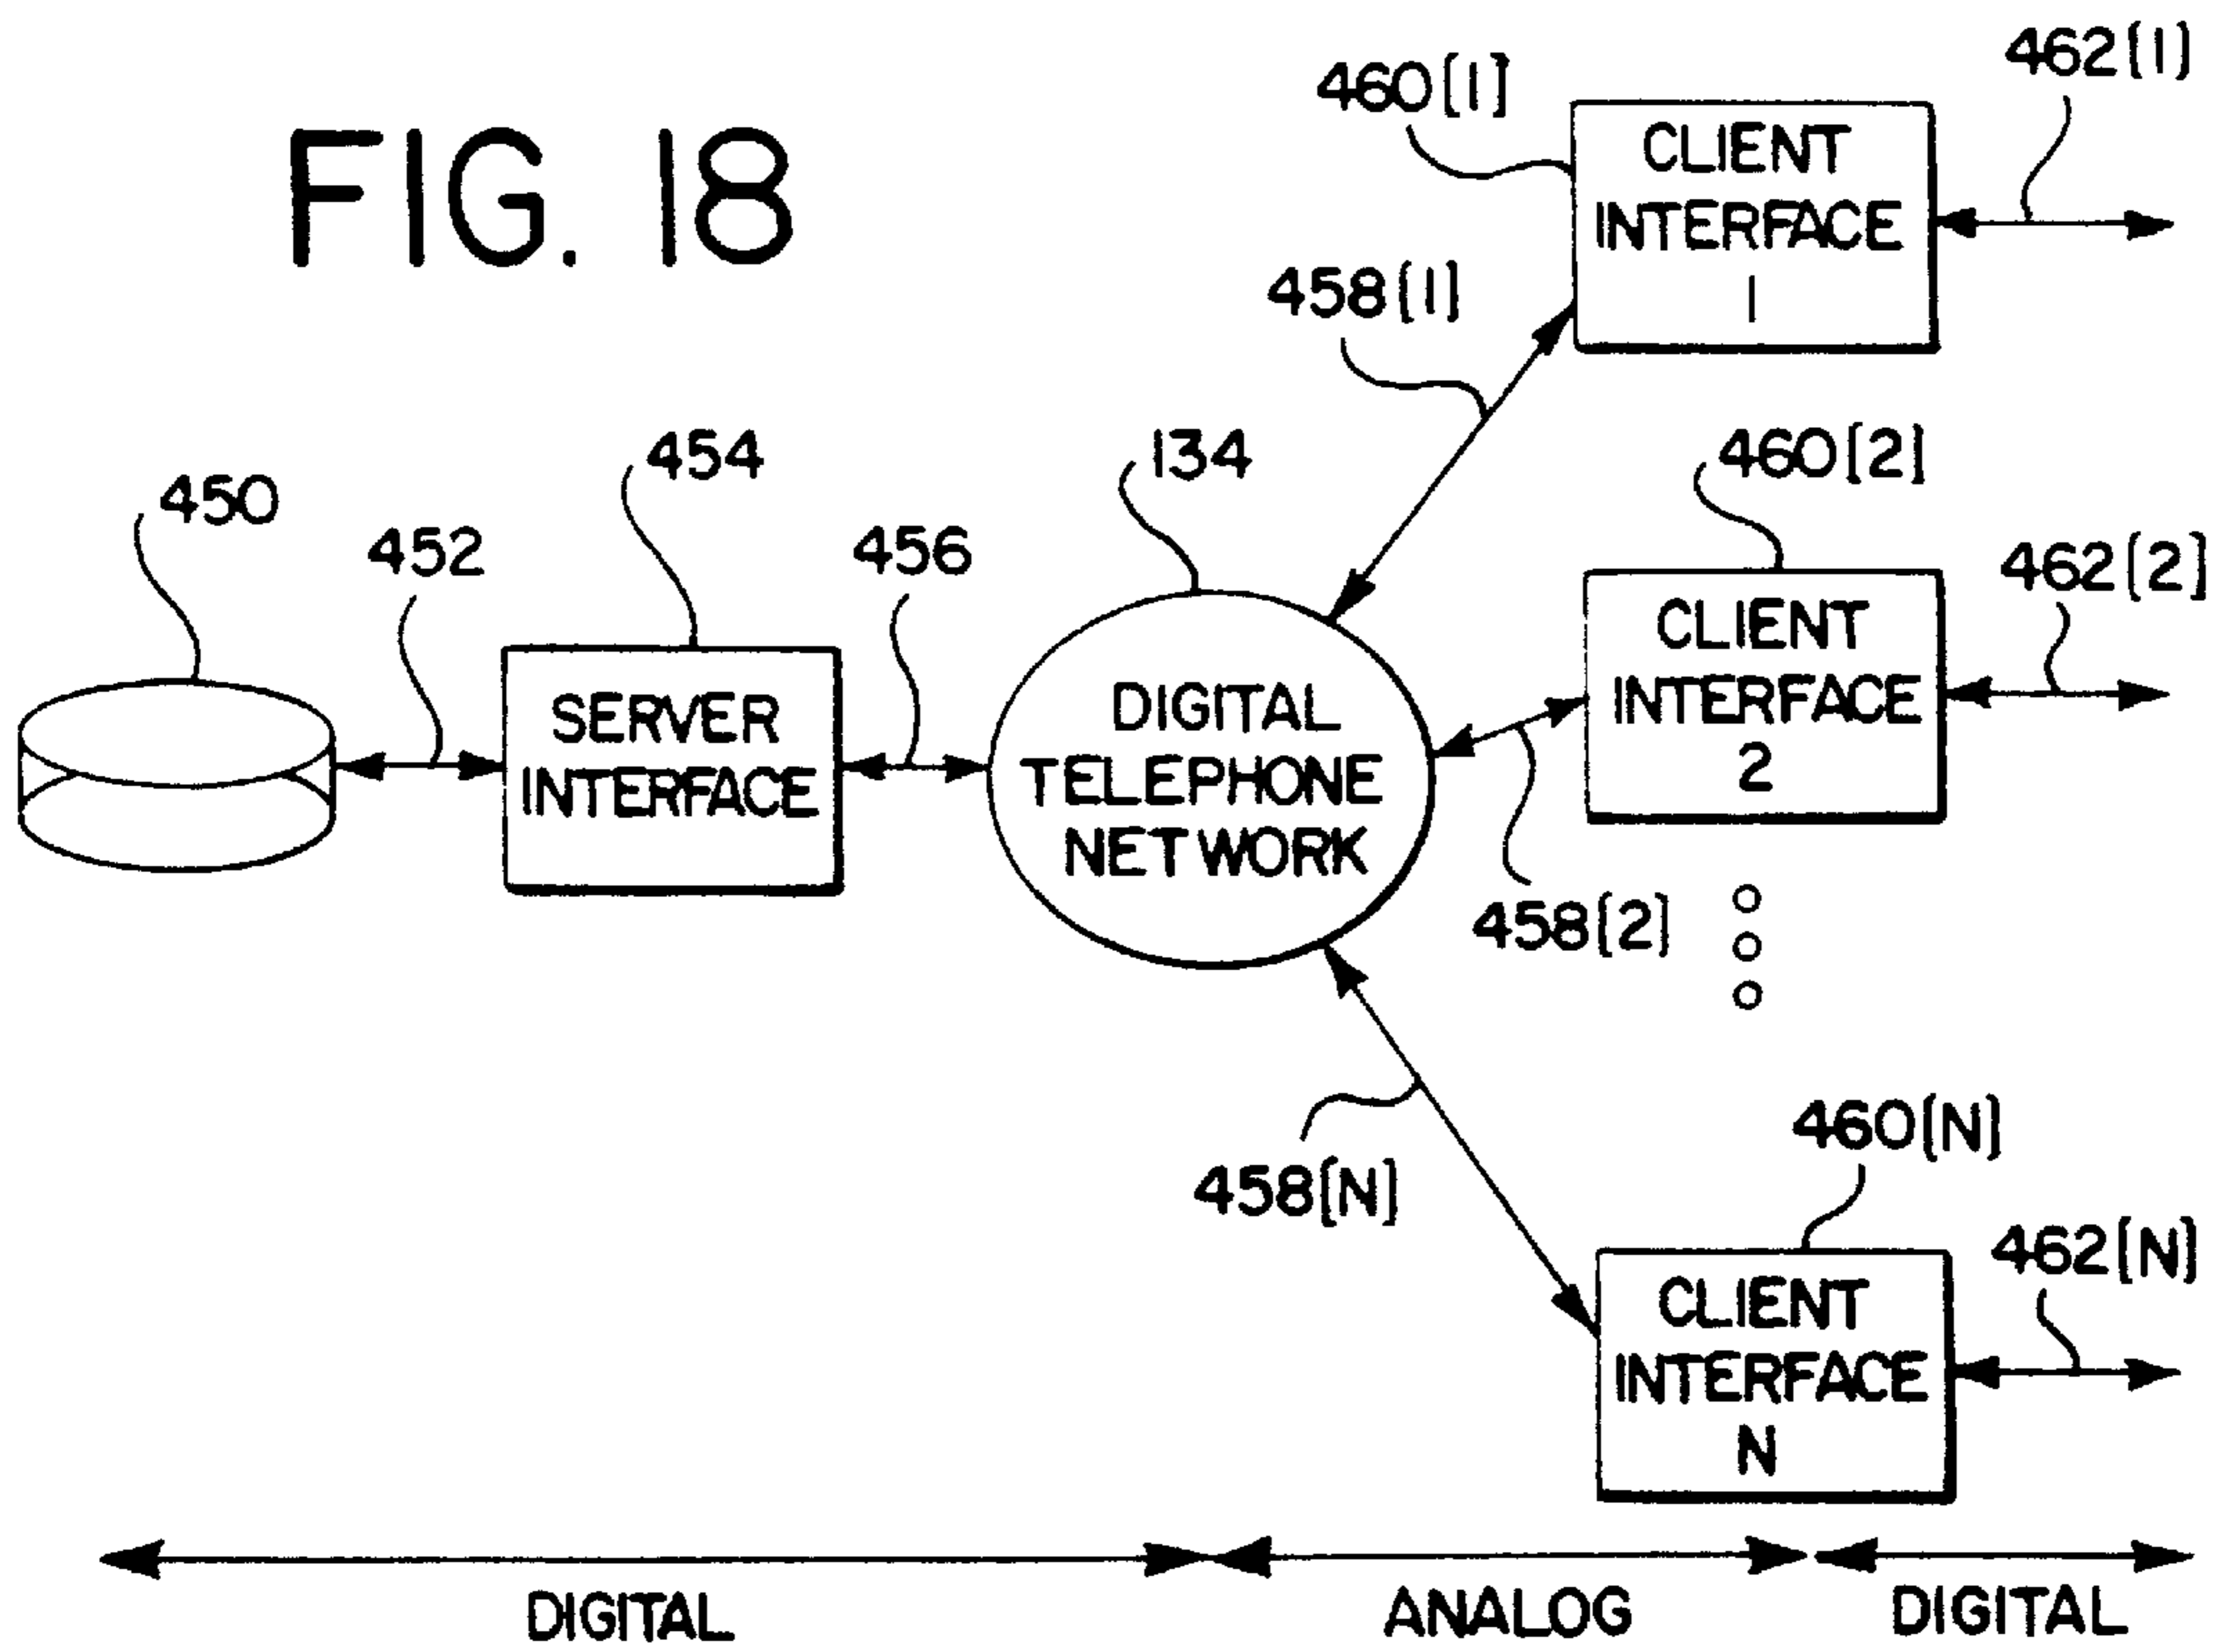 FIG. 18
460[1]
462[1]
CLIENT
INTERFACE
1
458[1]
450
452
454
456
134
460[2]
462[2]
SERVER
INTERFACE
DIGITAL
TELEPHONE
NETWORK
CLIENT
INTERFACE
2
458[2]
458[N]
460[N]
462[N]
CLIENT
INTERFACE
N
DIGITAL
ANALOG
DIGITAL